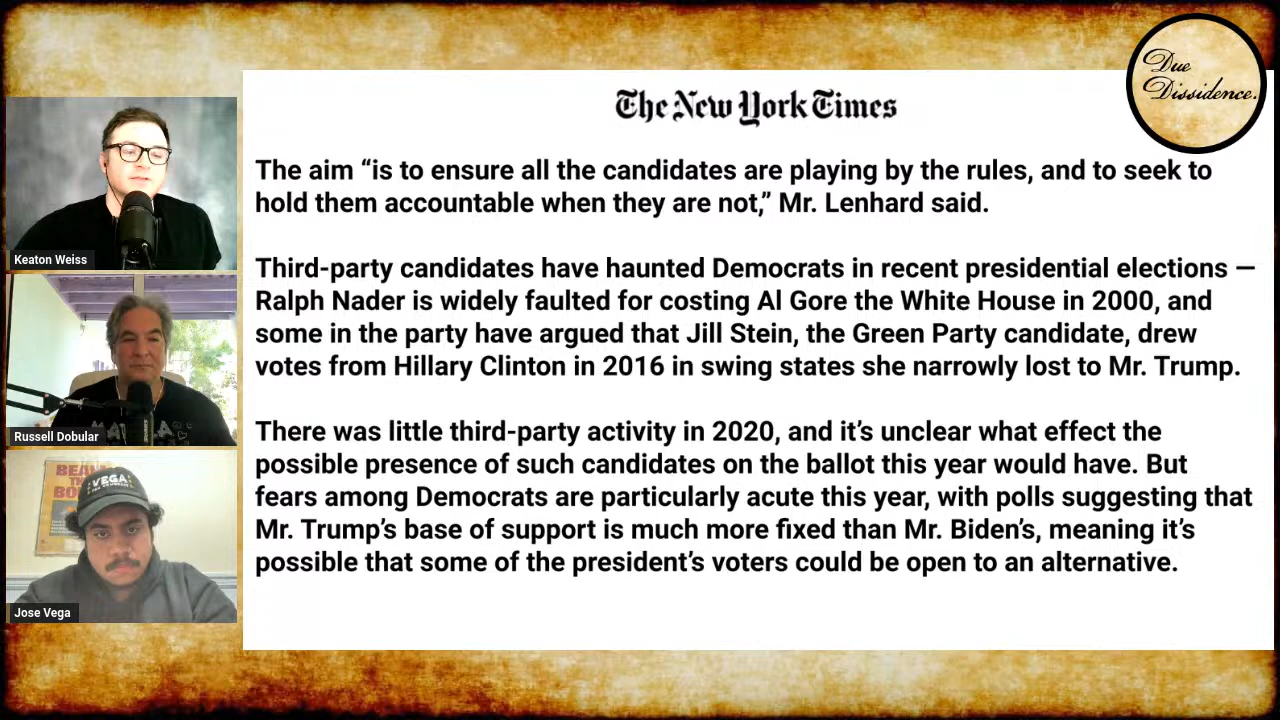 Due
Dissidence.
The New York Times
The aim “is to ensure all the candidates are playing by the rules, and to seek to
hold them accountable when they are not,” Mr. Lenhard said.
Third-party candidates have haunted Democrats in recent presidential elections —
Ralph Nader is widely faulted for costing Al Gore the White House in 2000, and
some in the party have argued that Jill Stein, the Green Party candidate, drew
votes from Hillary Clinton in 2016 in swing states she narrowly lost to Mr. Trump.
There was little third-party activity in 2020, and it’s unclear what effect the
possible presence of such candidates on the ballot this year would have. But
fears among Democrats are particularly acute this year, with polls suggesting that
Mr. Trump’s base of support is much more fixed than Mr. Biden’s, meaning it’s
possible that some of the president’s voters could be open to an alternative.
Keaton Weiss
Russell Dobular
VEGA
Jose Vega